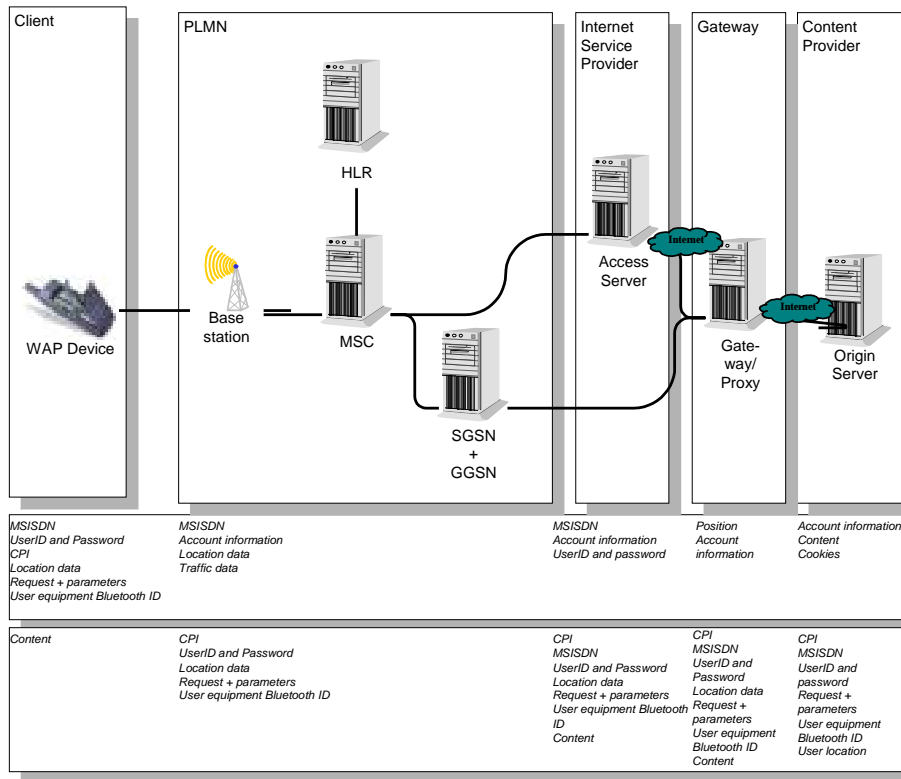 Client
PLMN
Internet
Service
Provider
Gateway
Content
Provider
HLR
Internet
Access
Server
Base
station
WAP Device
MSC
Internet
Gate-
way/
Proxy
Origin
Server
SGSN
+
GGSN
MSISDN
UserID and Password
CPI
Location data
Request + parameters
User equipment Bluetooth ID
MSISDN
Account information
Location data
Traffic data
MSISDN
Account information
UserID and password
Position
Account
information
Account information
Content
Cookies
Content
CPI
UserID and Password
Location data
Request + parameters
User equipment Bluetooth ID
CPI
MSISDN
UserID and Password
Location data
Request + parameters
User equipment Bluetooth
ID
Content
CPI
MSISDN
UserID and
Password
Location data
Request +
parameters
User equipment
Bluetooth ID
Content
CPI
MSISDN
UserID and
password
Request +
parameters
User equipment
Bluetooth ID
User location